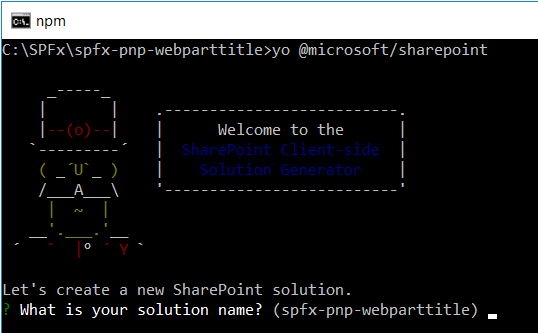 npm
C:\SPFx\spfx-pnp-webparttitle>yo @microsoft/sharepoint
Welcome to the
SharePoint Client-side
Solution Generator
Let's create a new SharePoint solution.
? What is your solution name? (spfx-pnp-webparttitle)